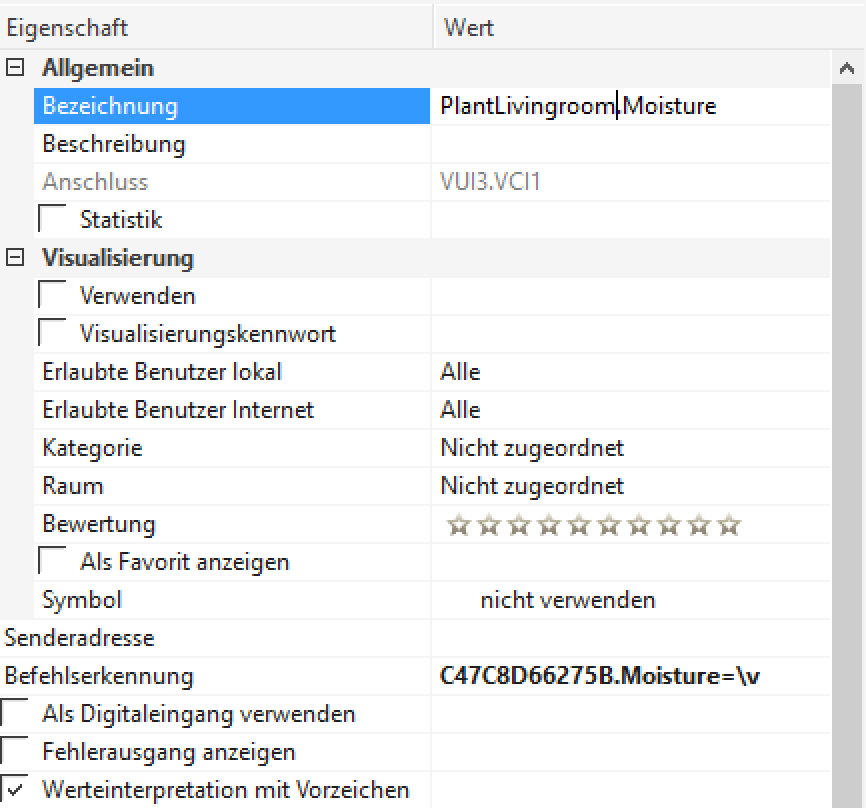 Eigenschaft Wert
Allgemein
Bezeichnung PlantLivingroom.Moisture
Beschreibung
Anschluss VUI3.VCI1
Statistik
Visualisierung
Verwenden
Visualisierungskennwort
Erlaubte Benutzer lokal Alle
Erlaubte Benutzer Internet Alle
Kategorie Nicht zugeordnet
Raum Nicht zugeordnet
Bewertung
Als Favorit anzeigen
Symbol nicht verwenden
Senderadresse
Befehlserkennung C47C8D66275B.Moisture=\v
Als Digitaleingang verwenden
Fehlerausgang anzeigen
Werteinterpretation mit Vorzeichen